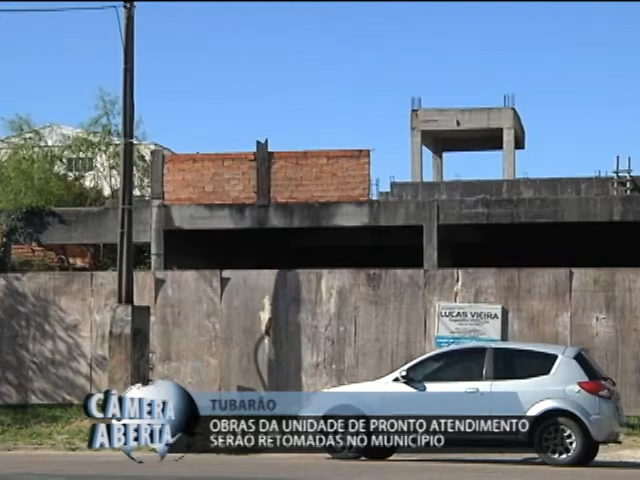 LUCAS VIEIRA
CÂMERA
ABERTA
TUBARÃO
OBRAS DA UNIDADE DE PRONTO ATENDIMENTO
SERÃO RETOMADAS NO MUNICÍPIO